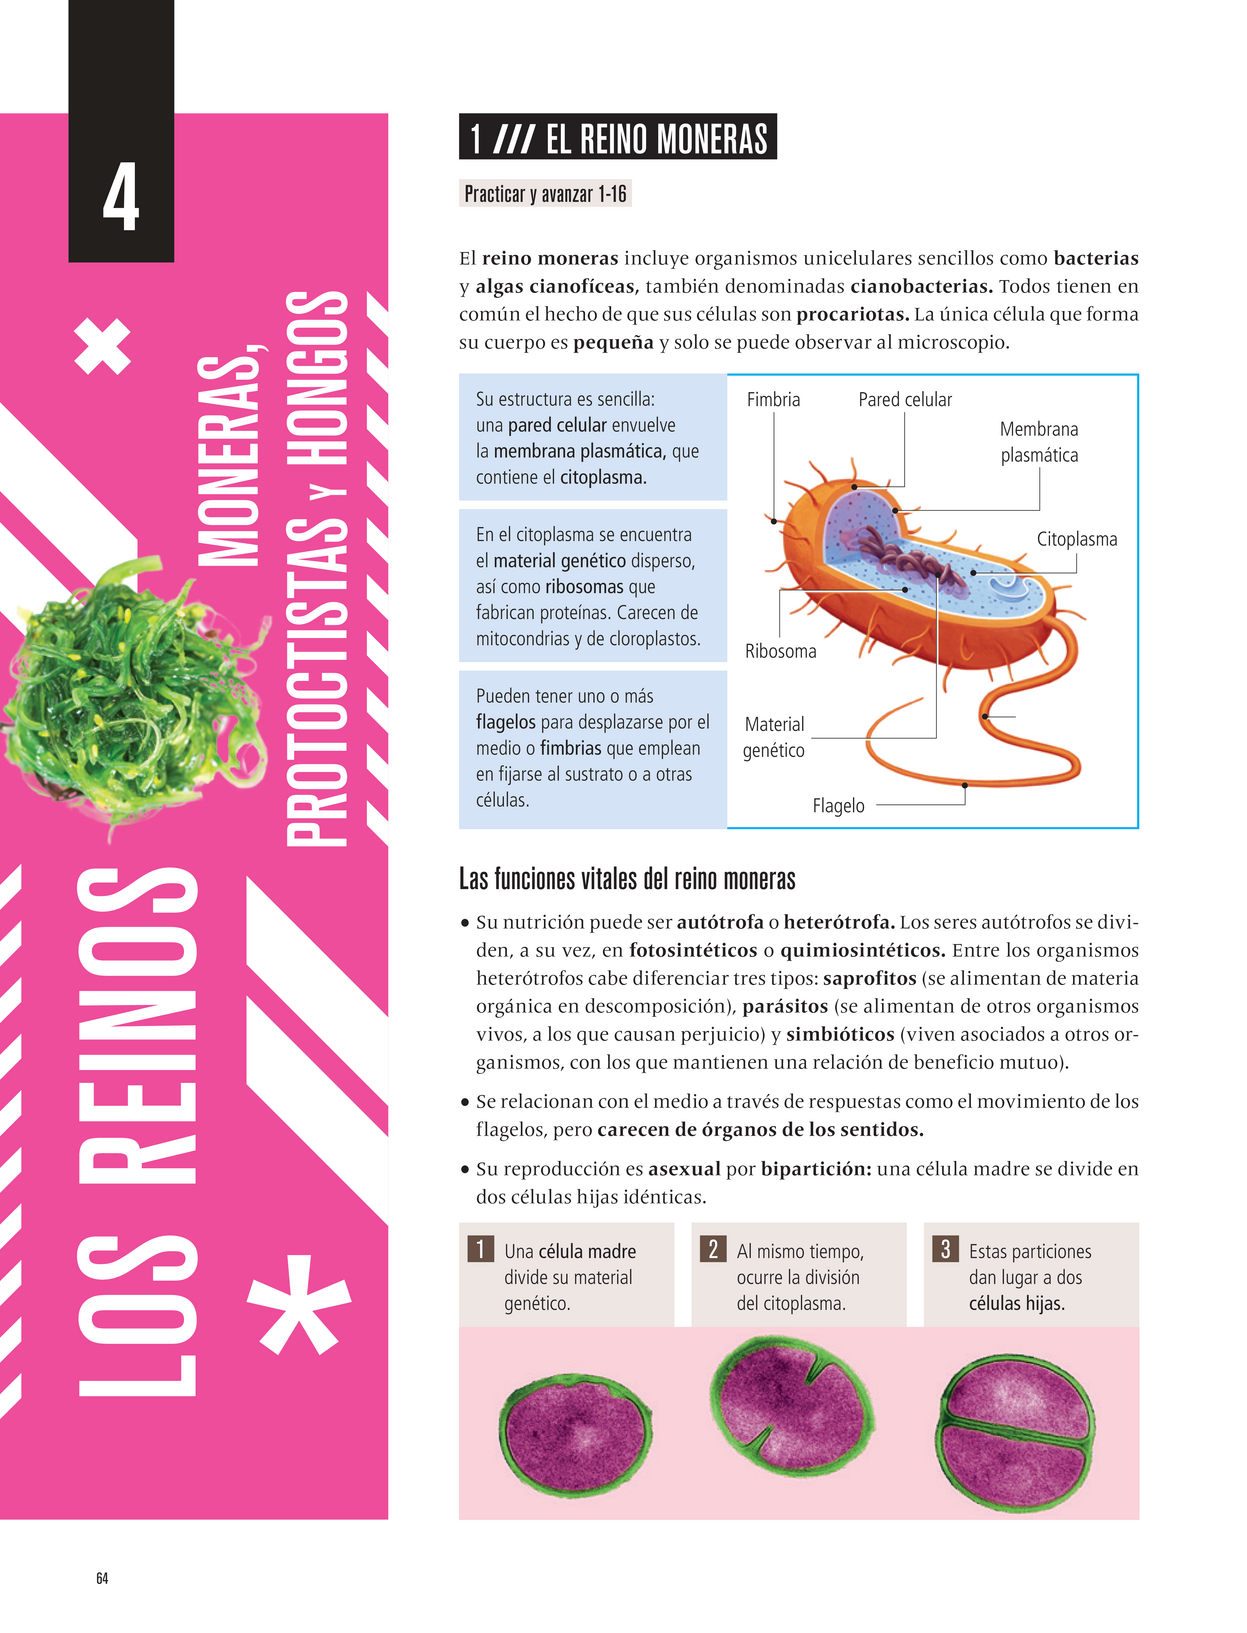 4
LOS REINOS
MONERAS,
PROTOCTISTAS Y HONGOS
1 /// EL REINO MONERAS
Practicar y avanzar 1-16
El reino moneras incluye organismos unicelulares sencillos como bacterias
y algas cianofíceas, también denominadas cianobacterias. Todos tienen en
común el hecho de que sus células son procariotas. La única célula que forma
su cuerpo es pequeña y solo se puede observar al microscopio.
Su estructura es sencilla:
una pared celular envuelve
la membrana plasmática, que
contiene el citoplasma.
En el citoplasma se encuentra
el material genético disperso,
así como ribosomas que
fabrican proteínas. Carecen de
mitocondrias y de cloroplastos.
Pueden tener uno o más
flagelos para desplazarse por el
medio o fimbrias que emplean
en fijarse al sustrato o a otras
células.
Fimbria
Pared celular
Membrana
plasmática
Citoplasma
Ribosoma
Material
genético
Flagelo
Las funciones vitales del reino moneras
• Su nutrición puede ser autótrofa o heterótrofa. Los seres autótrofos se divi-
den, a su vez, en fotosintéticos o quimiosintéticos. Entre los organismos
heterótrofos cabe diferenciar tres tipos: saprofitos (se alimentan de materia
orgánica en descomposición), parásitos (se alimentan de otros organismos
vivos, a los que causan perjuicio) y simbióticos (viven asociados a otros or-
ganismos, con los que mantienen una relación de beneficio mutuo).
• Se relacionan con el medio a través de respuestas como el movimiento de los
flagelos, pero carecen de órganos de los sentidos.
• Su reproducción es asexual por bipartición: una célula madre se divide en
dos células hijas idénticas.
1 Una célula madre
divide su material
genético.
2 Al mismo tiempo,
ocurre la división
del citoplasma.
3 Estas particiones
dan lugar a dos
células hijas.
64